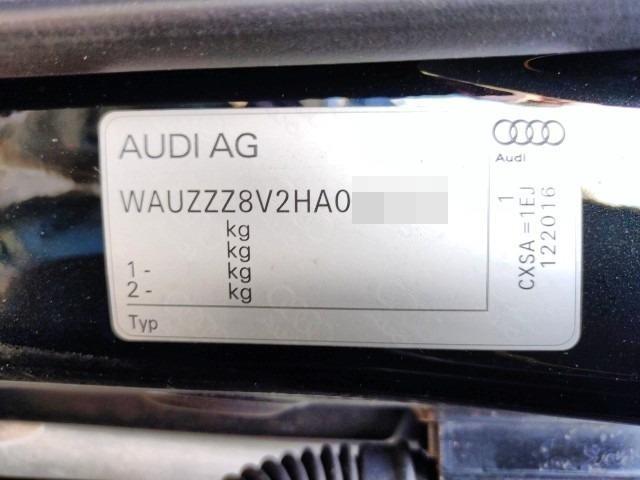 AUDI AG
Audi
WAUZZZ8V2HA0
kg
kg
1 - kg
2 - kg
Typ
1
CXSA=1EJ
122016